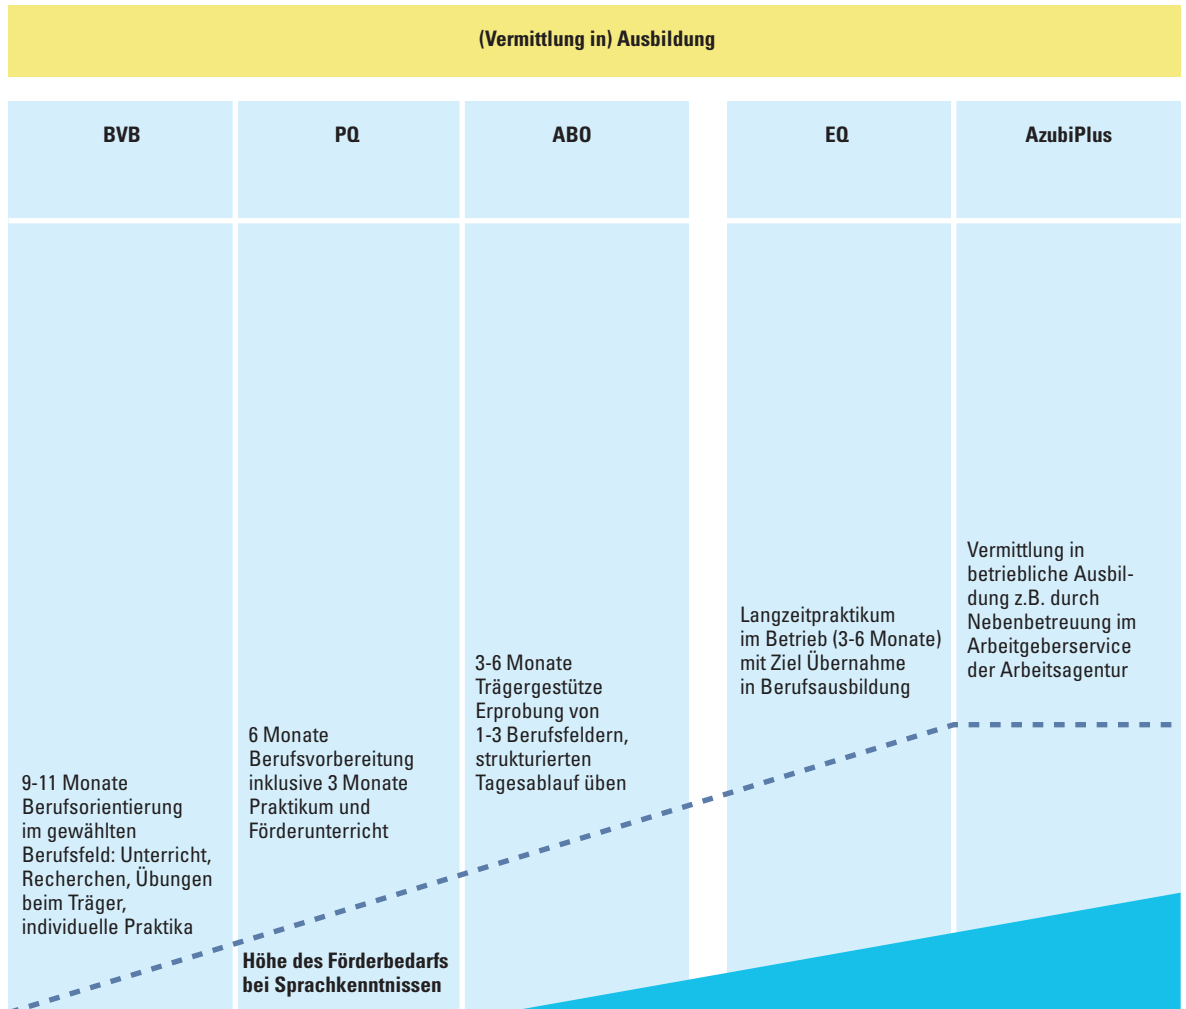 (Vermittlung in) Ausbildung
BVB
PQ
ABO
EQ
AzubiPlus
9-11 Monate
Berufsorientierung
im gewählten
Berufsfeld: Unterricht,
Recherchen, Übungen
beim Träger,
individuelle Praktika
6 Monate
Berufsvorbereitung
inklusive 3 Monate
Praktikum und
Förderunterricht
3-6 Monate
Trägergestütze
Erprobung von
1-3 Berufsfeldern,
strukturierten
Tagesablauf üben
Langzeitpraktikum
im Betrieb (3-6 Monate)
mit Ziel Übernahme
in Berufsausbildung
Vermittlung in
betriebliche Ausbil-
dung z.B. durch
Nebenbetreuung im
Arbeitgeberservice
der Arbeitsagentur
Höhe des Förderbedarfs
bei Sprachkenntnissen